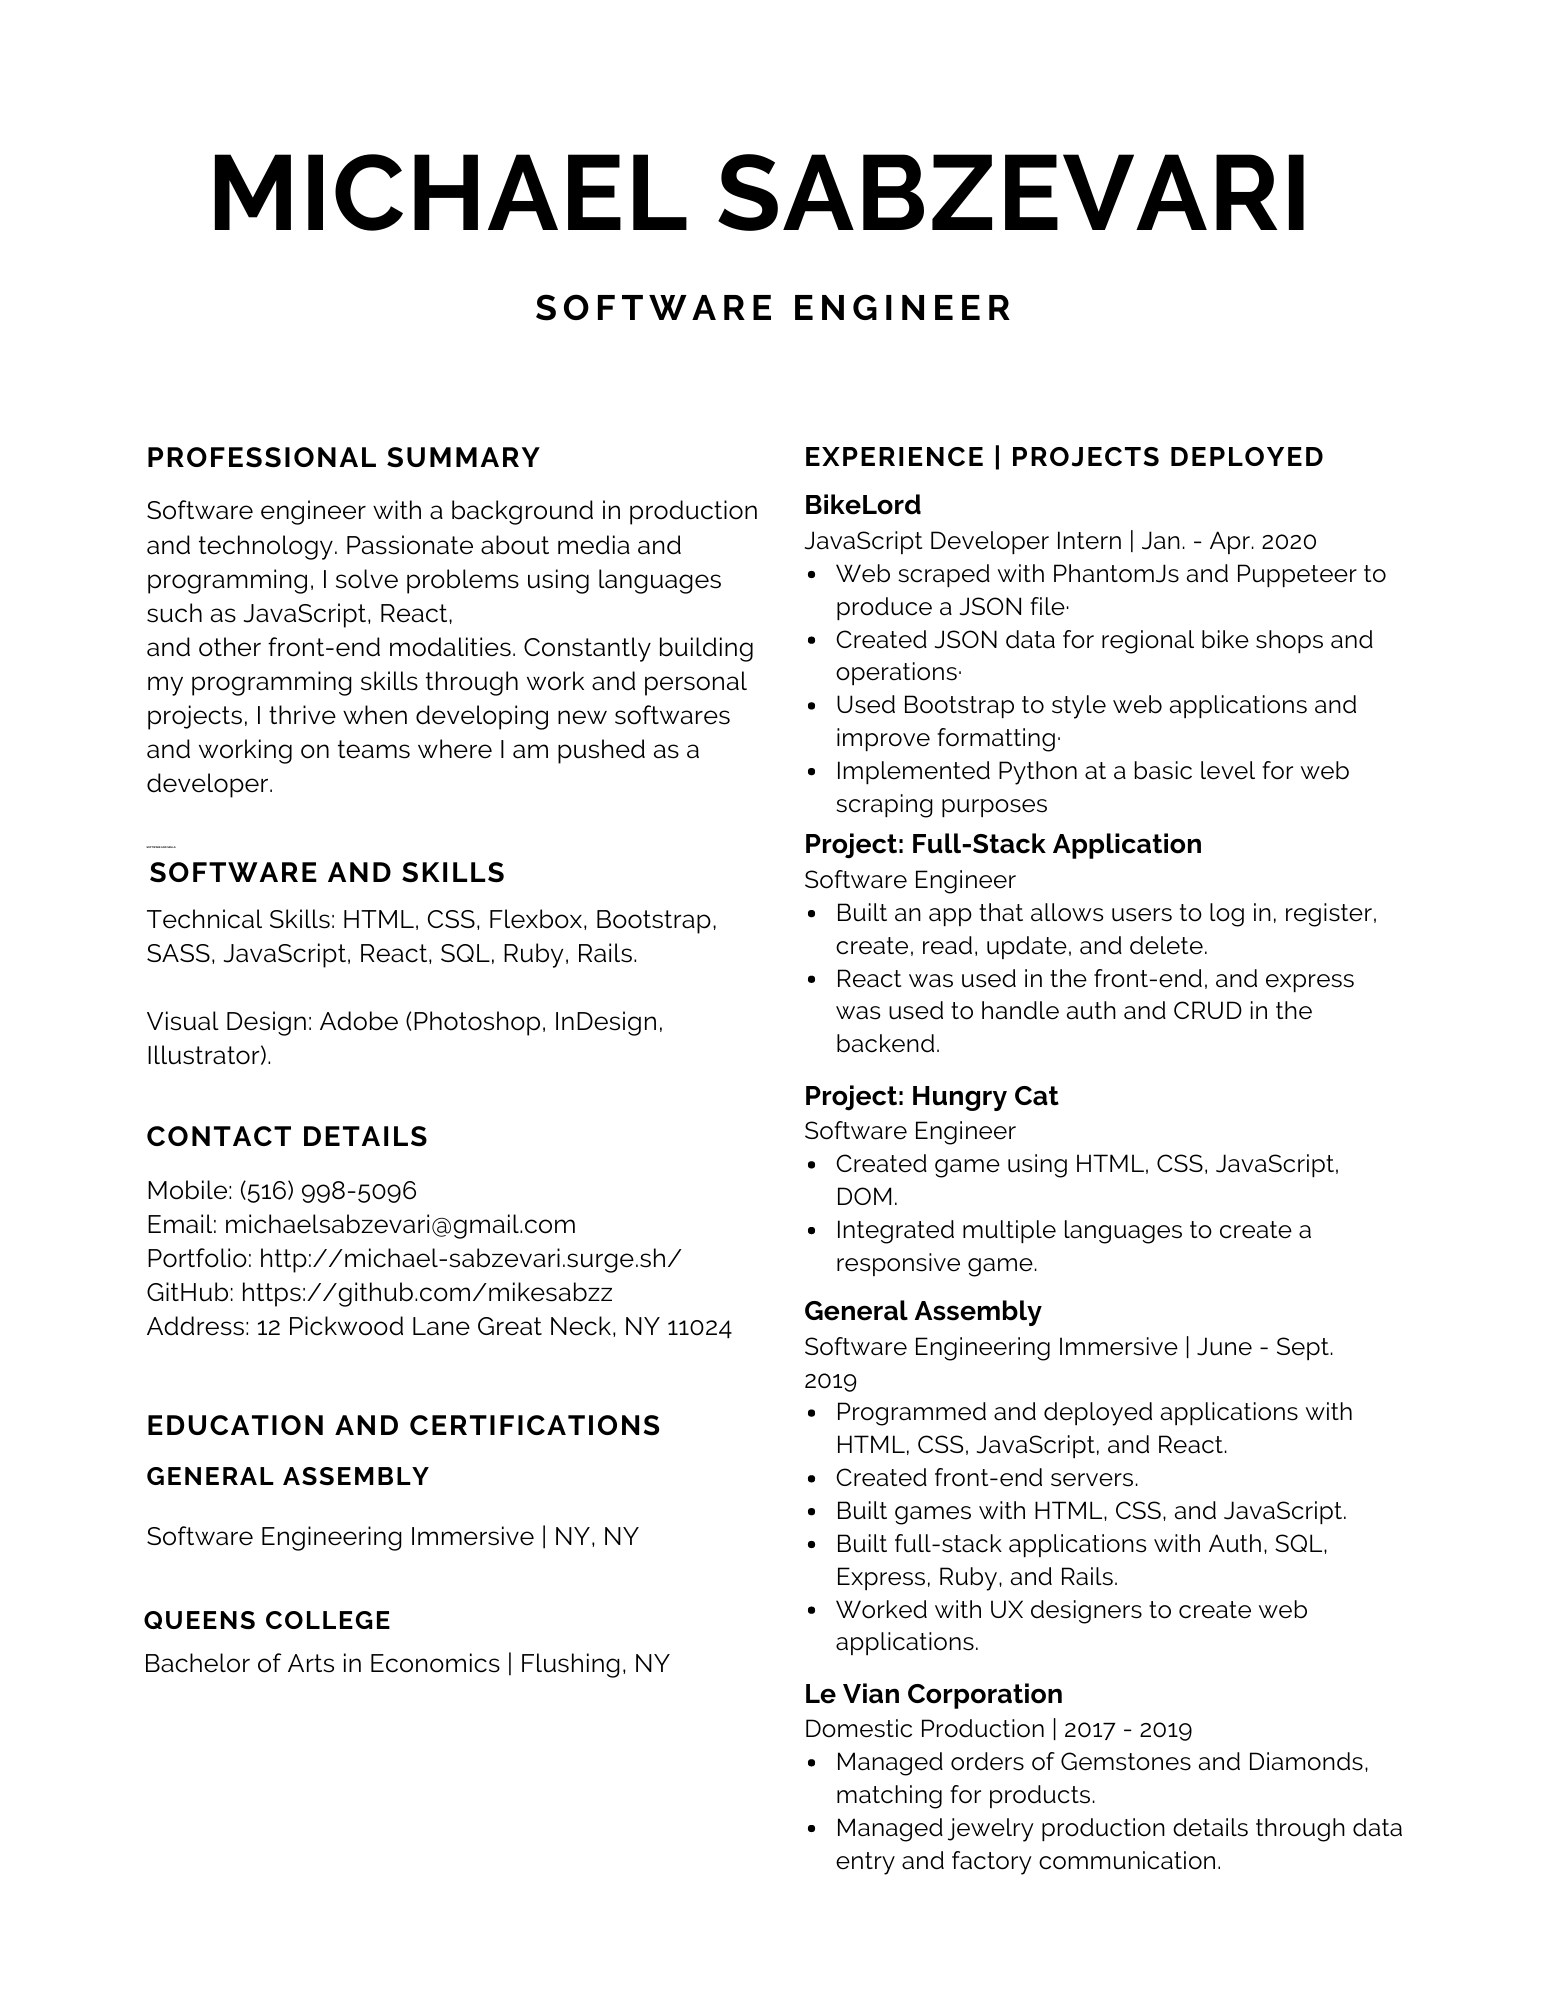 MICHAEL SABZEVARI
SOFTWARE ENGINEER
PROFESSIONAL SUMMARY
Software engineer with a background in production
and technology. Passionate about media and
programming, I solve problems using languages
such as JavaScript, React,
and other front-end modalities. Constantly building
my programming skills through work and personal
projects, I thrive when developing new softwares
and working on teams where I am pushed as a
developer.
SOFTWARE AND SKILLS
Technical Skills: HTML, CSS, Flexbox, Bootstrap,
SASS, JavaScript, React, SQL, Ruby, Rails.
Visual Design: Adobe (Photoshop, InDesign,
Illustrator).
CONTACT DETAILS
Mobile: (516) 998-5096
Email: michaelsabzevari@gmail.com
Portfolio: http://michael-sabzevari.surge.sh/
GitHub: https://github.com/mikesabzz
Address: 12 Pickwood Lane Great Neck, NY 11024
EDUCATION AND CERTIFICATIONS
GENERAL ASSEMBLY
Software Engineering Immersive | NY, NY
QUEENS COLLEGE
Bachelor of Arts in Economics | Flushing, NY
EXPERIENCE | PROJECTS DEPLOYED
BikeLord
JavaScript Developer Intern | Jan. - Apr. 2020
• Web scraped with PhantomJs and Puppeteer to
produce a JSON file·
• Created JSON data for regional bike shops and
operations·
• Used Bootstrap to style web applications and
improve formatting·
• Implemented Python at a basic level for web
scraping purposes
Project: Full-Stack Application
Software Engineer
• Built an app that allows users to log in, register,
create, read, update, and delete.
• React was used in the front-end, and express
was used to handle auth and CRUD in the
backend.
Project: Hungry Cat
Software Engineer
• Created game using HTML, CSS, JavaScript,
DOM.
• Integrated multiple languages to create a
responsive game.
General Assembly
Software Engineering Immersive | June - Sept.
2019
• Programmed and deployed applications with
HTML, CSS, JavaScript, and React.
• Created front-end servers.
• Built games with HTML, CSS, and JavaScript.
• Built full-stack applications with Auth, SQL,
Express, Ruby, and Rails.
• Worked with UX designers to create web
applications.
Le Vian Corporation
Domestic Production | 2017 - 2019
• Managed orders of Gemstones and Diamonds,
matching for products.
• Managed jewelry production details through data
entry and factory communication.